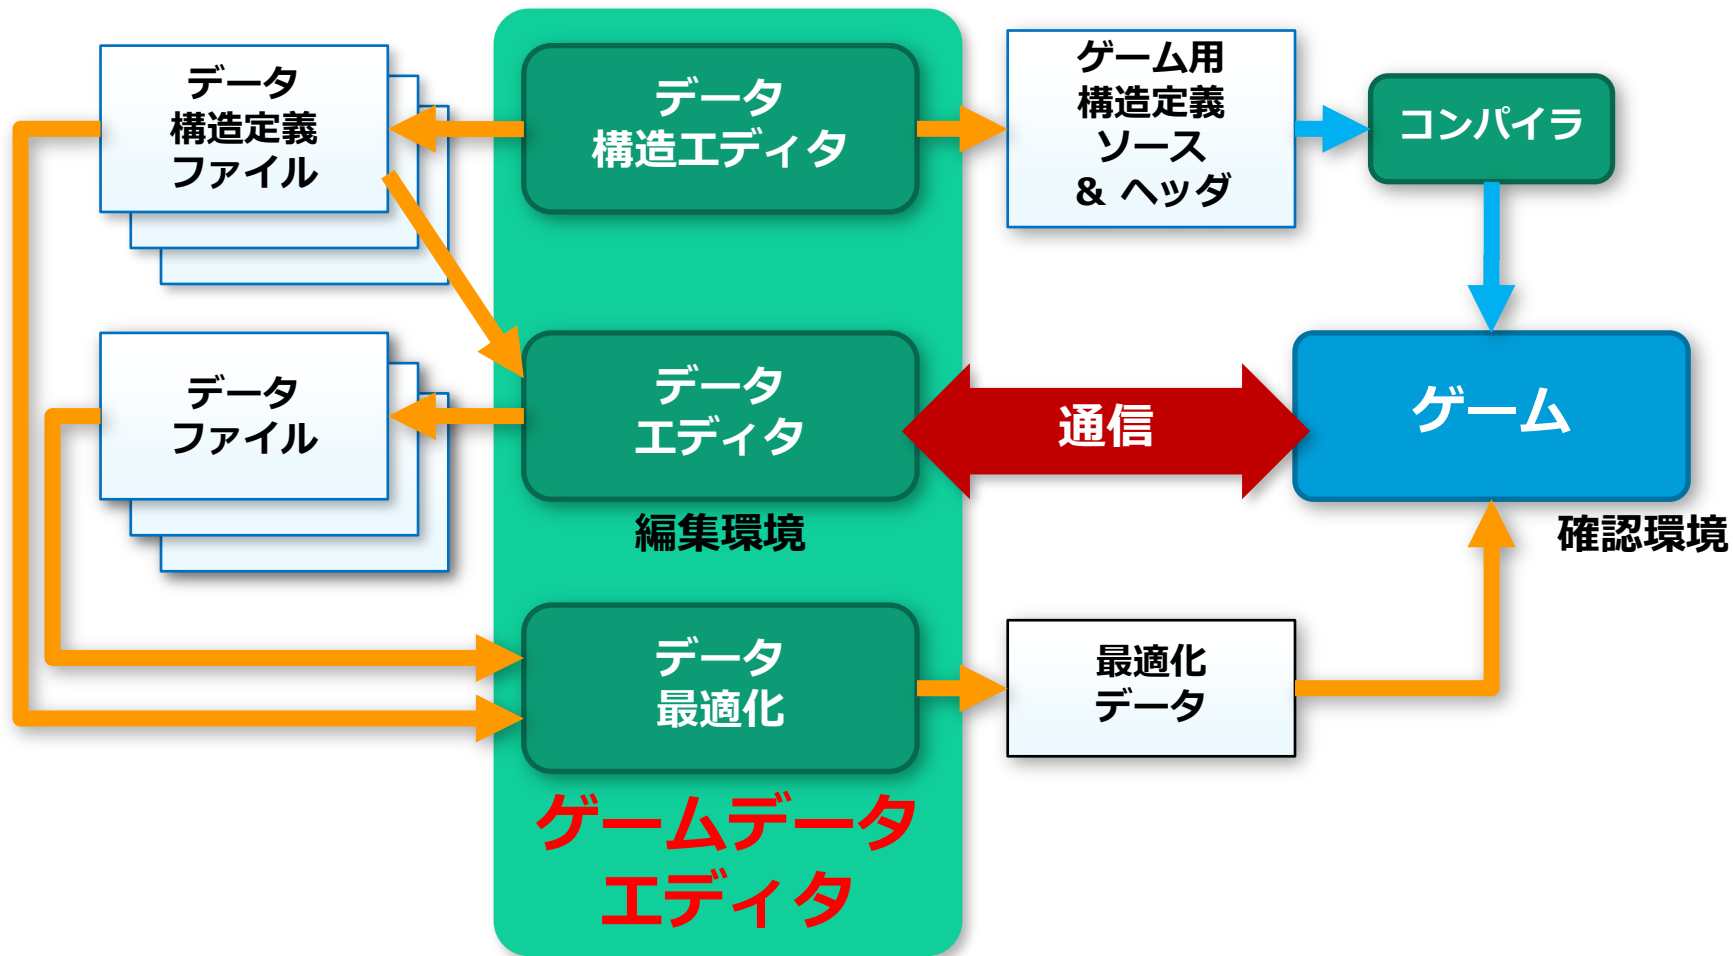 データ
構造定義
ファイル
データ
構造エディタ
ゲーム用
構造定義
ソース
& ヘッダ
コンパイラ
データ
ファイル
データ
エディタ
通信
ゲーム
編集環境
確認環境
データ
最適化
最適化
データ
ゲームデータ
エディタ